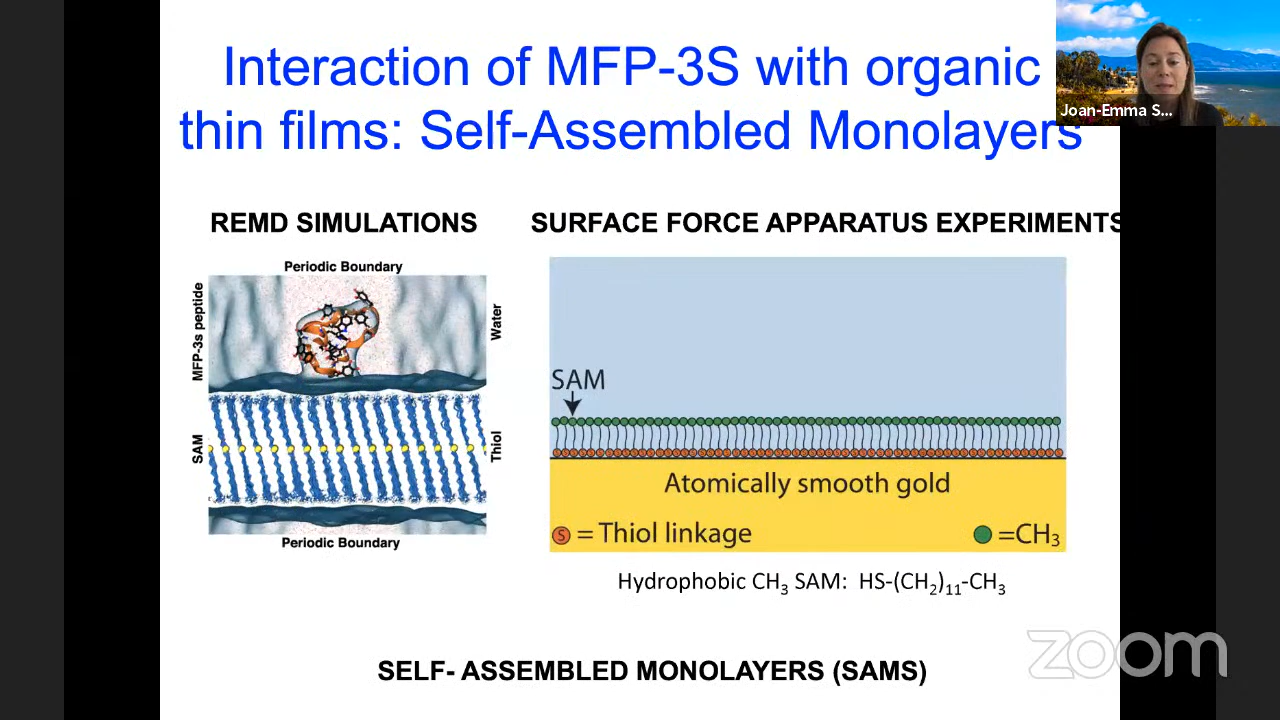 Interaction of MFP-3S with organic
thin films: Self-Assembled Monolayers
Joan-Emma S...
REMD SIMULATIONS
SURFACE FORCE APPARATUS EXPERIMENTS
Periodic Boundary
MFP-3s peptide
Water
SAM
Thiol
Periodic Boundary
SAM
Atomically smooth gold
S = Thiol linkage
=CH₃
Hydrophobic CH₃ SAM: HS-(CH₂)₁₁-CH₃
SELF- ASSEMBLED MONOLAYERS (SAMS)
zoom